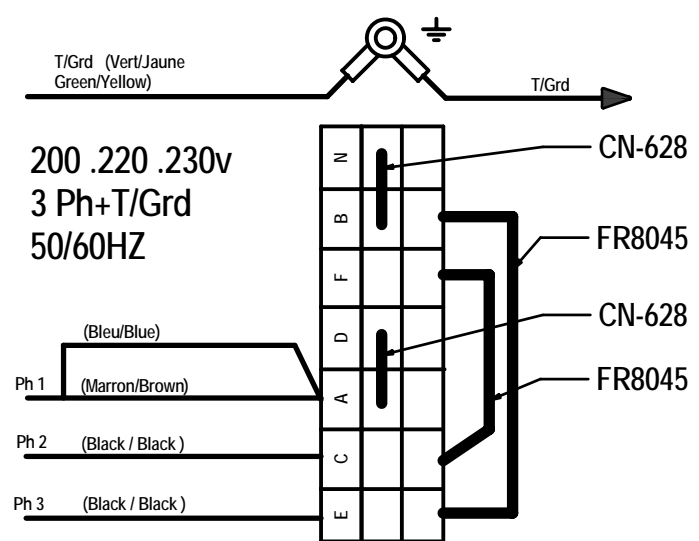 T/Grd (Vert/Jaune
Green/Yellow)
T/Grd
200 .220 .230v
3 Ph+T/Grd
50/60HZ
N
B
F
D
A
C
E
CN-628
FR8045
CN-628
FR8045
(Bleu/Blue)
Ph 1 (Marron/Brown)
Ph 2 (Black / Black )
Ph 3 (Black / Black )